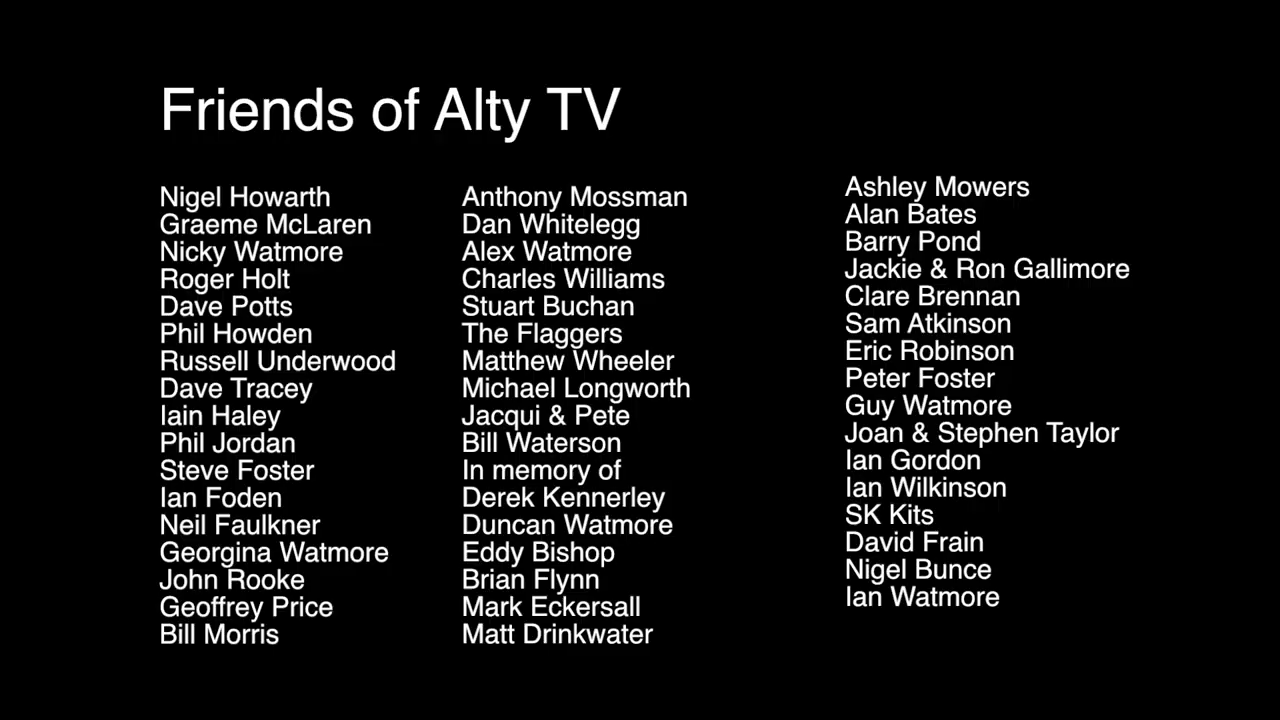 Friends of Alty TV
Nigel Howarth
Graeme McLaren
Nicky Watmore
Roger Holt
Dave Potts
Phil Howden
Russell Underwood
Dave Tracey
Iain Haley
Phil Jordan
Steve Foster
Ian Foden
Neil Faulkner
Georgina Watmore
John Rooke
Geoffrey Price
Bill Morris
Anthony Mossman
Dan Whitelegg
Alex Watmore
Charles Williams
Stuart Buchan
The Flaggers
Matthew Wheeler
Michael Longworth
Jacqui & Pete
Bill Waterson
In memory of
Derek Kennerley
Duncan Watmore
Eddy Bishop
Brian Flynn
Mark Eckersall
Matt Drinkwater
Ashley Mowers
Alan Bates
Barry Pond
Jackie & Ron Gallimore
Clare Brennan
Sam Atkinson
Eric Robinson
Peter Foster
Guy Watmore
Joan & Stephen Taylor
Ian Gordon
Ian Wilkinson
SK Kits
David Frain
Nigel Bunce
Ian Watmore